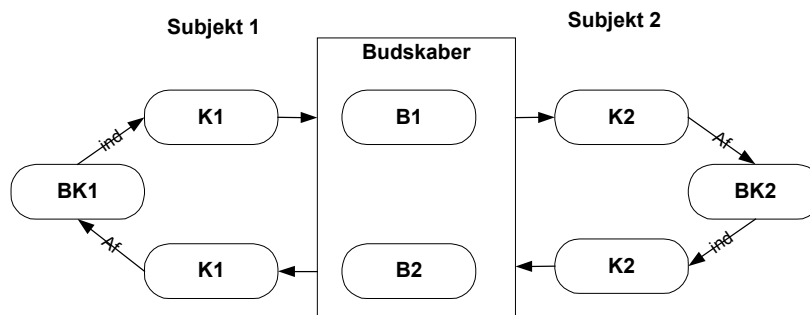 Subjekt 1
Subjekt 2
Budskaber
K1
B1
K2
ind
Af
BK1
BK2
Af
ind
K1
B2
K2